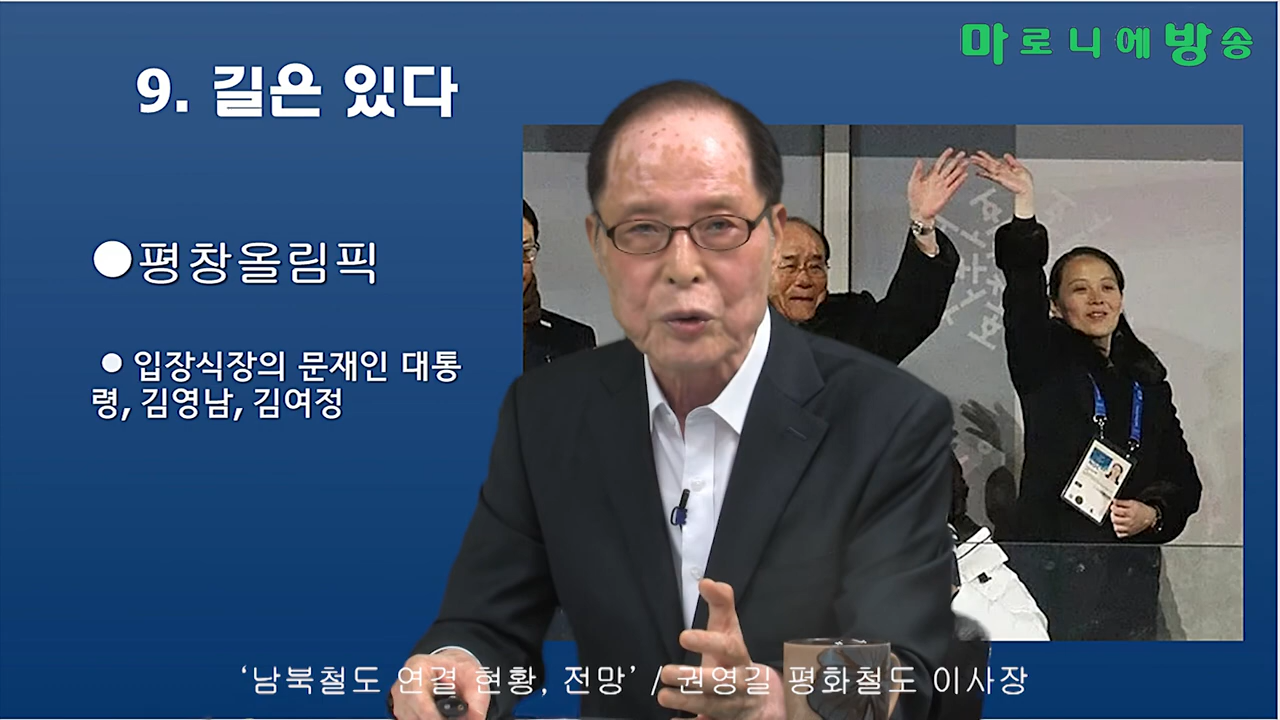 마로니에방송
9. 길은 있다
●평창올림픽
● 입장식장의 문재인 대통
령, 김영남, 김여정
‘남북철도 연결 현황, 전망’ / 권영길 평화철도 이사장